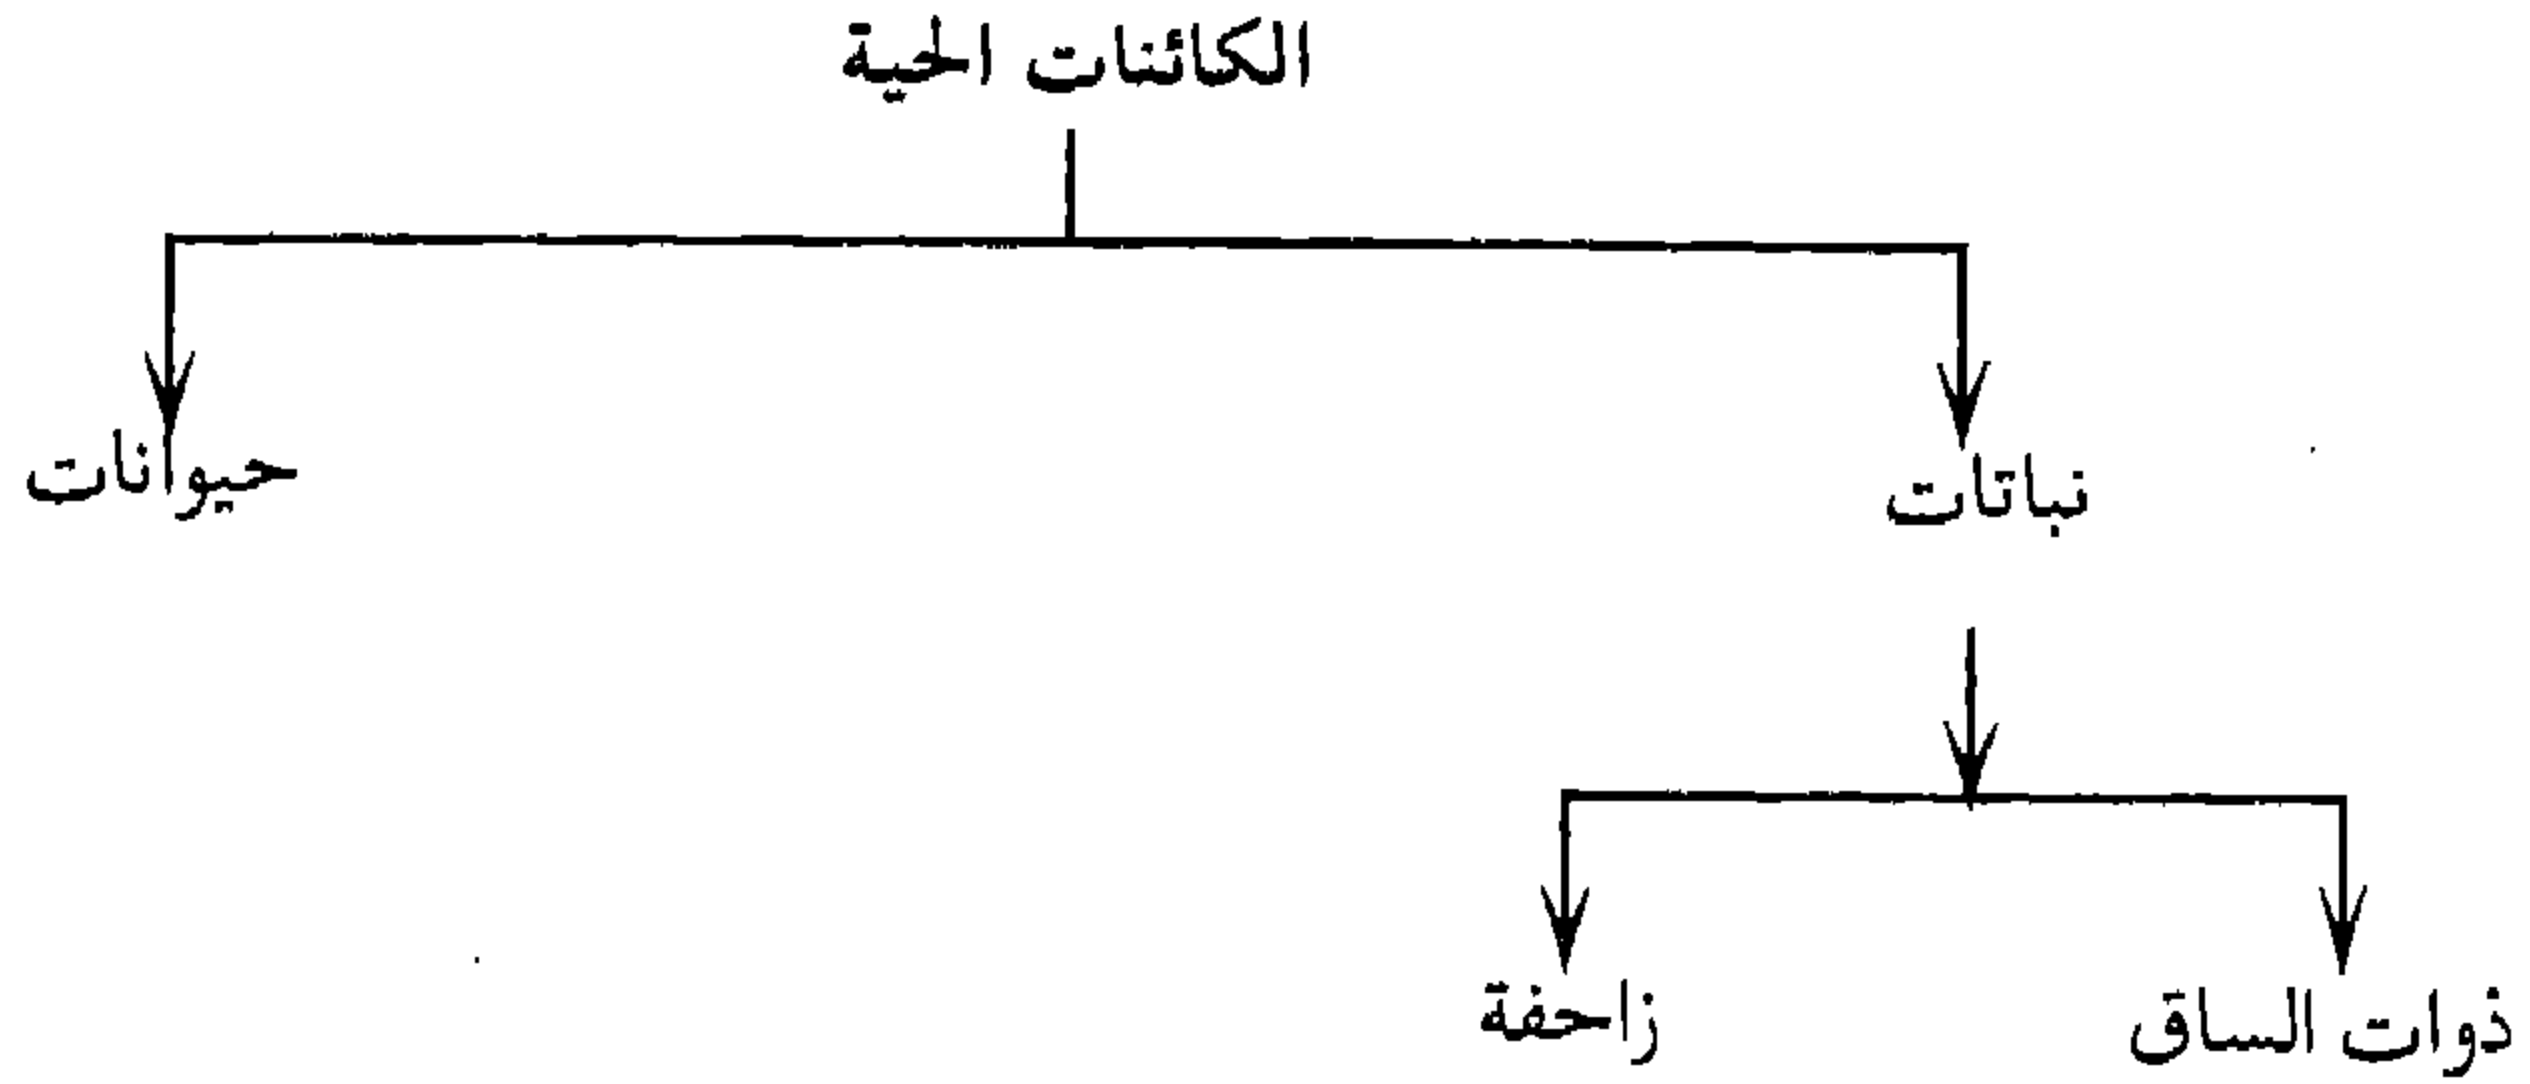 الكائنات الحية
نباتات
حيوانات
ذوات الساق
زاحفة